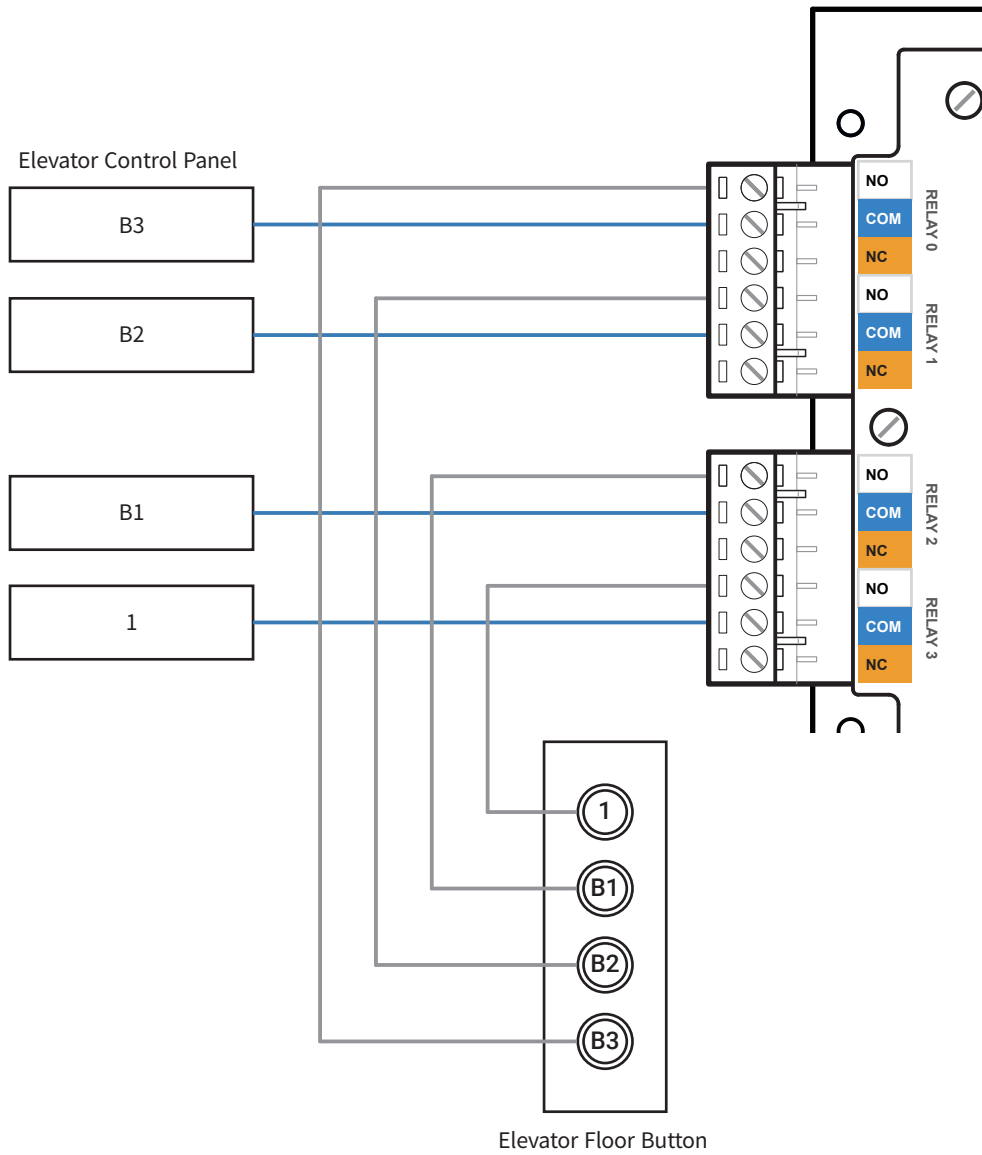 Elevator Control Panel
B3
B2
B1
1
NO
COM
NC
RELAY 0
NO
COM
NC
RELAY 1
NO
COM
NC
RELAY 2
NO
COM
NC
RELAY 3
1
B1
B2
B3
Elevator Floor Button